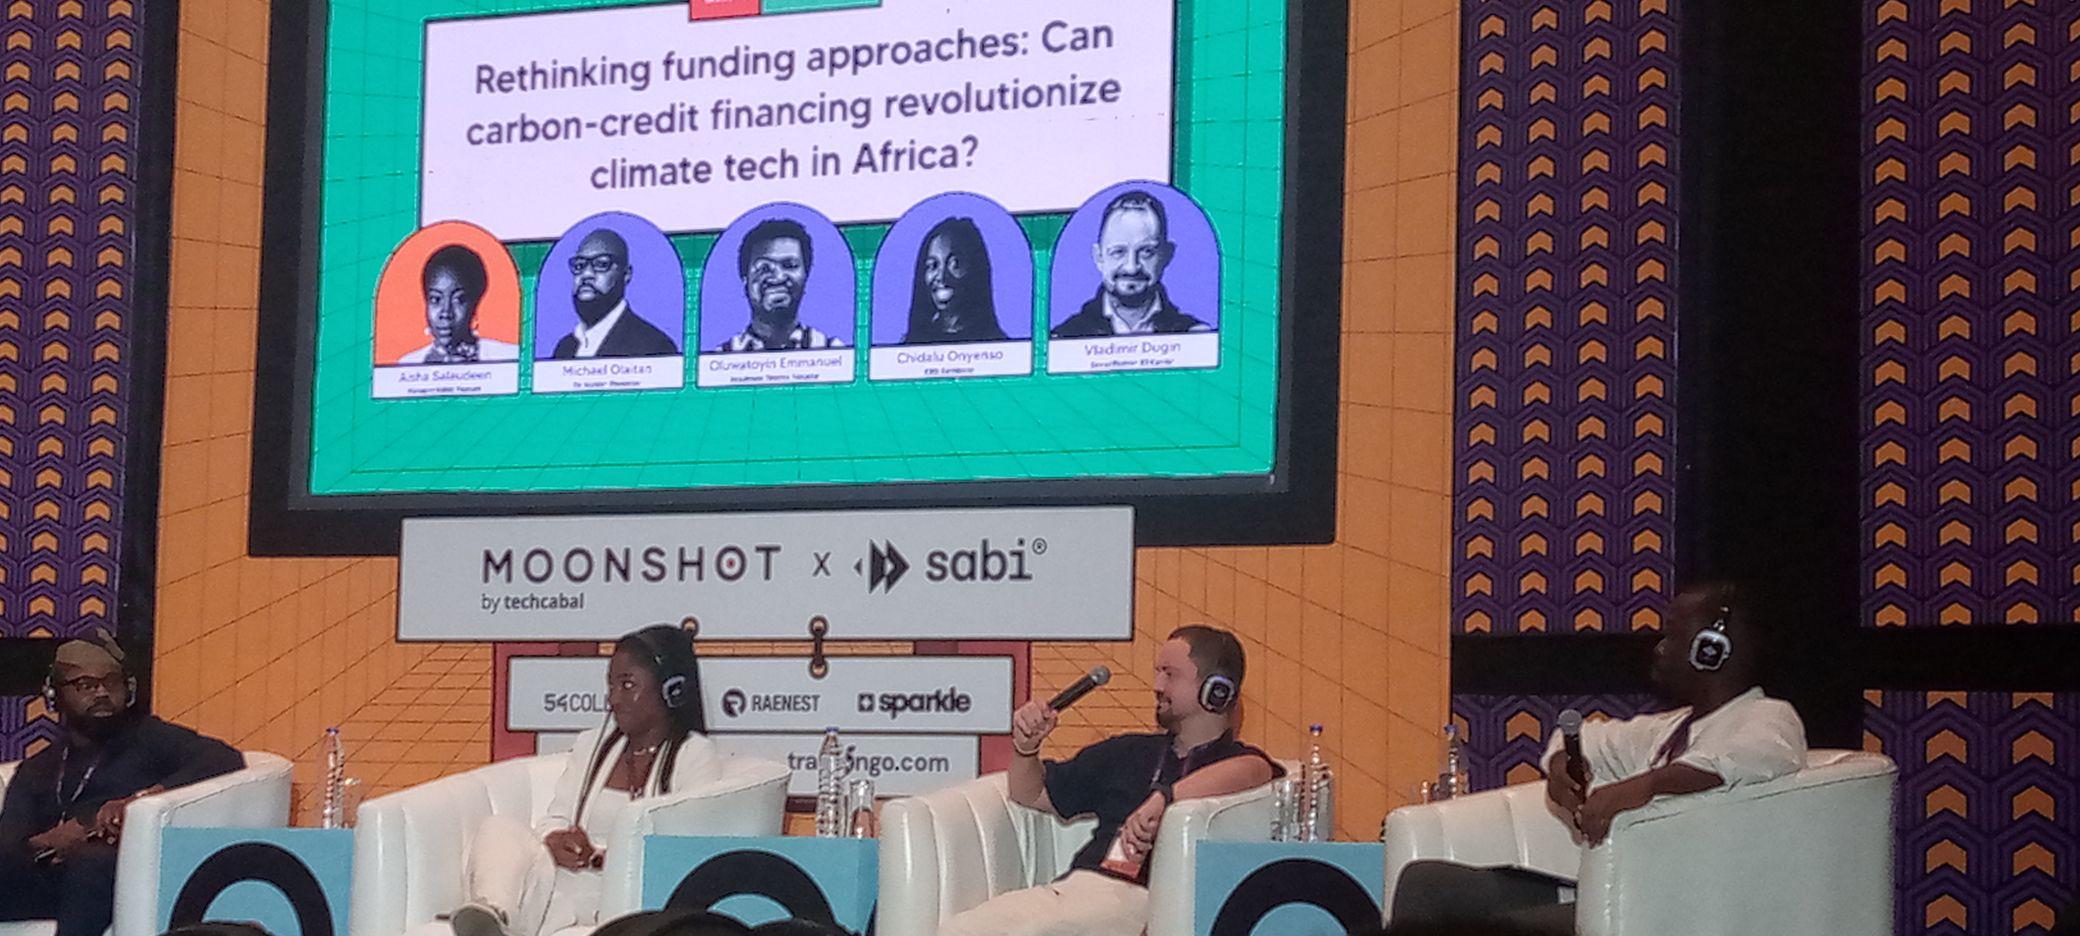 Rethinking funding approaches: Can
carbon-credit financing revolutionize
climate tech in Africa?
Aisha Salaudeen
Michael Olaitan
Oluwatoyin Emmanuel
Chidalu Onyenso
Vladimir Dugin
MOONSHOT x sabi®
by techcabal
RAENEST
sparkle
ngo.com